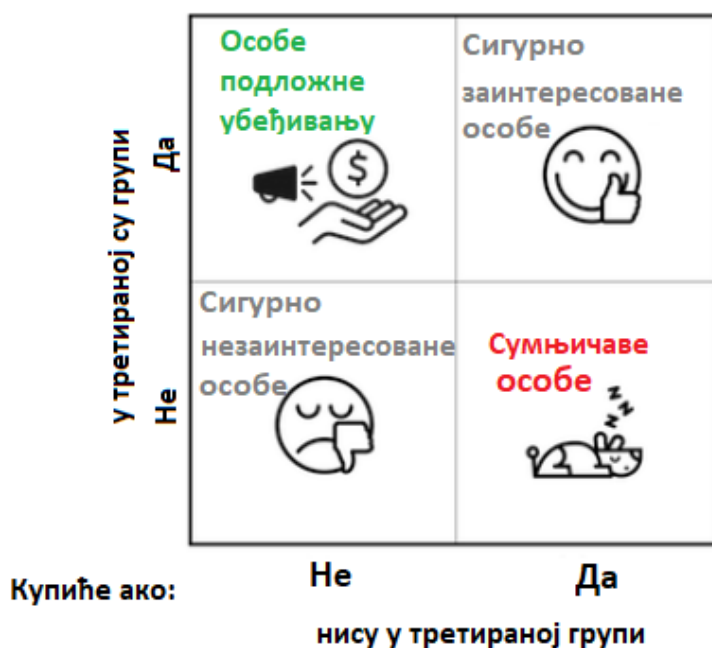 Особе
подложне
убеђивању
$
Сигурно
заинтересоване
особе
у третираној су групи
Да
Не
Сигурно
незаинтересоване
особе
Сумњичаве
особе
z
z
z
Купиће ако:
Не
Да
нису у третираној групи